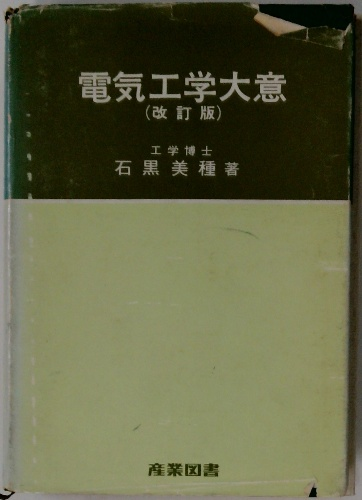 電気工学大意
(改訂版)
工学博士
石黒美種著
産業図書